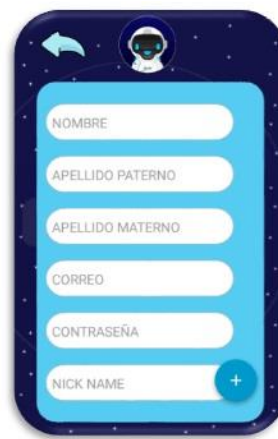 NOMBRE
APELLIDO PATERNO
APELLIDO MATERNO
CORREO
CONTRASEÑA
NICK NAME
+